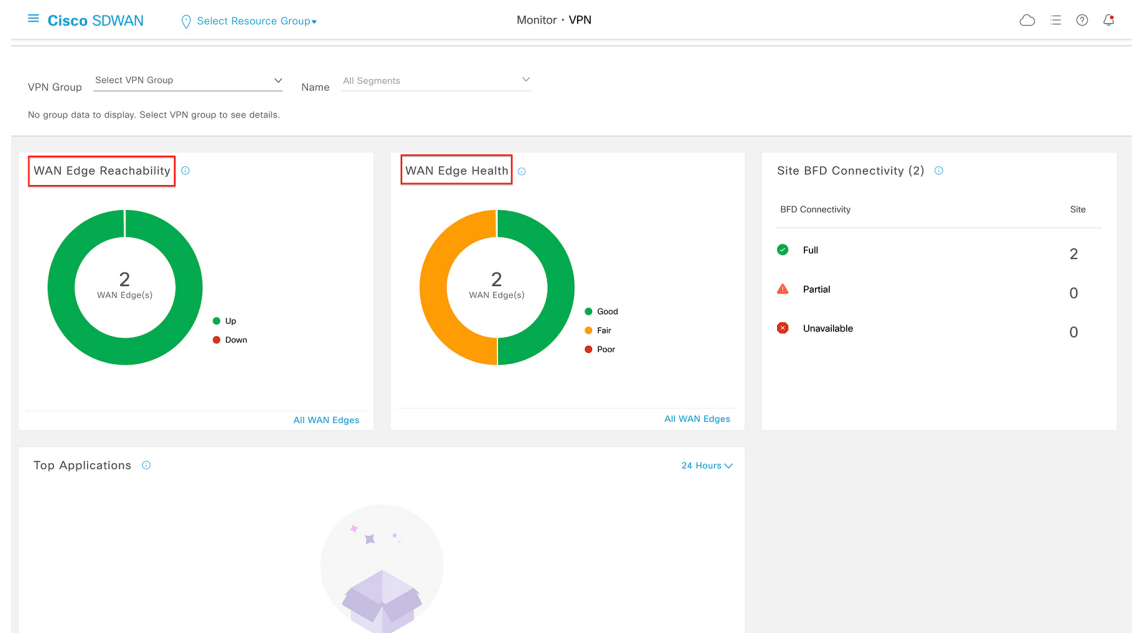 Cisco SDWAN
Select Resource Group
Monitor · VPN
VPN Group
Select VPN Group
Name
All Segments
No group data to display. Select VPN group to see details.
WAN Edge Reachability
2
WAN Edge(s)
Up
Down
All WAN Edges
WAN Edge Health
2
WAN Edge(s)
Good
Fair
Poor
All WAN Edges
Site BFD Connectivity (2)
BFD Connectivity Site
Full 2
Partial 0
Unavailable 0
Top Applications
24 Hours